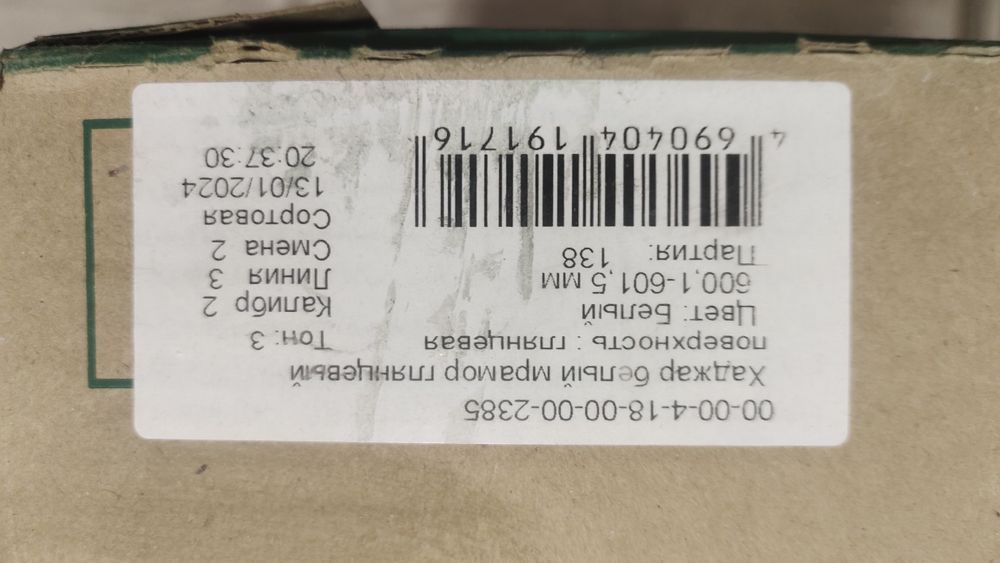 00-00-4-18-00-00-2385
Хаджар белый мрамор глянцевый
поверхность : глянцевая
Цвет: Белый
600,1-601,5 мм
Партия: 138
4 690404 191716
Тон: 3
Калибр 2
Линия 3
Смена 2
Сортовая
13/01/2024
20:37:30